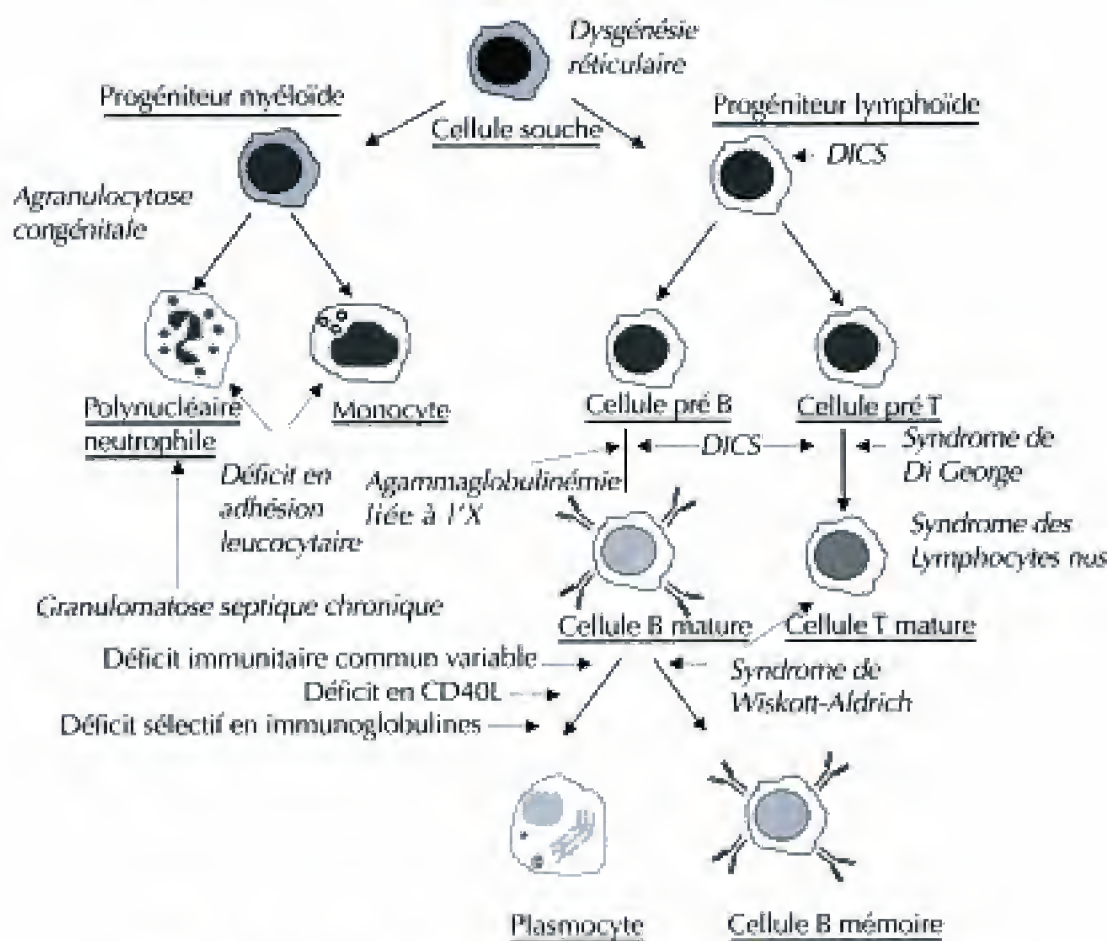 Dysgénésie
réticulaire
Progéniteur myéloïde
Cellule souche
Progéniteur lymphoïde
DICS
Agranulocytose
congénitale
Polynucléaire
neutrophile
Monocyte
Cellule pré B
Cellule pré T
DICS
Syndrome de
Di George
Déficit en
adhésion
leucocytaire
Agammaglobulinémie
liée à l'X
Syndrome des
Lymphocytes nus
Granulomatose septique chronique
Cellule B mature
Cellule T mature
Déficit immunitaire commun variable
Déficit en CD40L
Déficit sélectif en immunoglobulines
Syndrome de
Wiskott-Aldrich
Plasmocyte
Cellule B mémoire